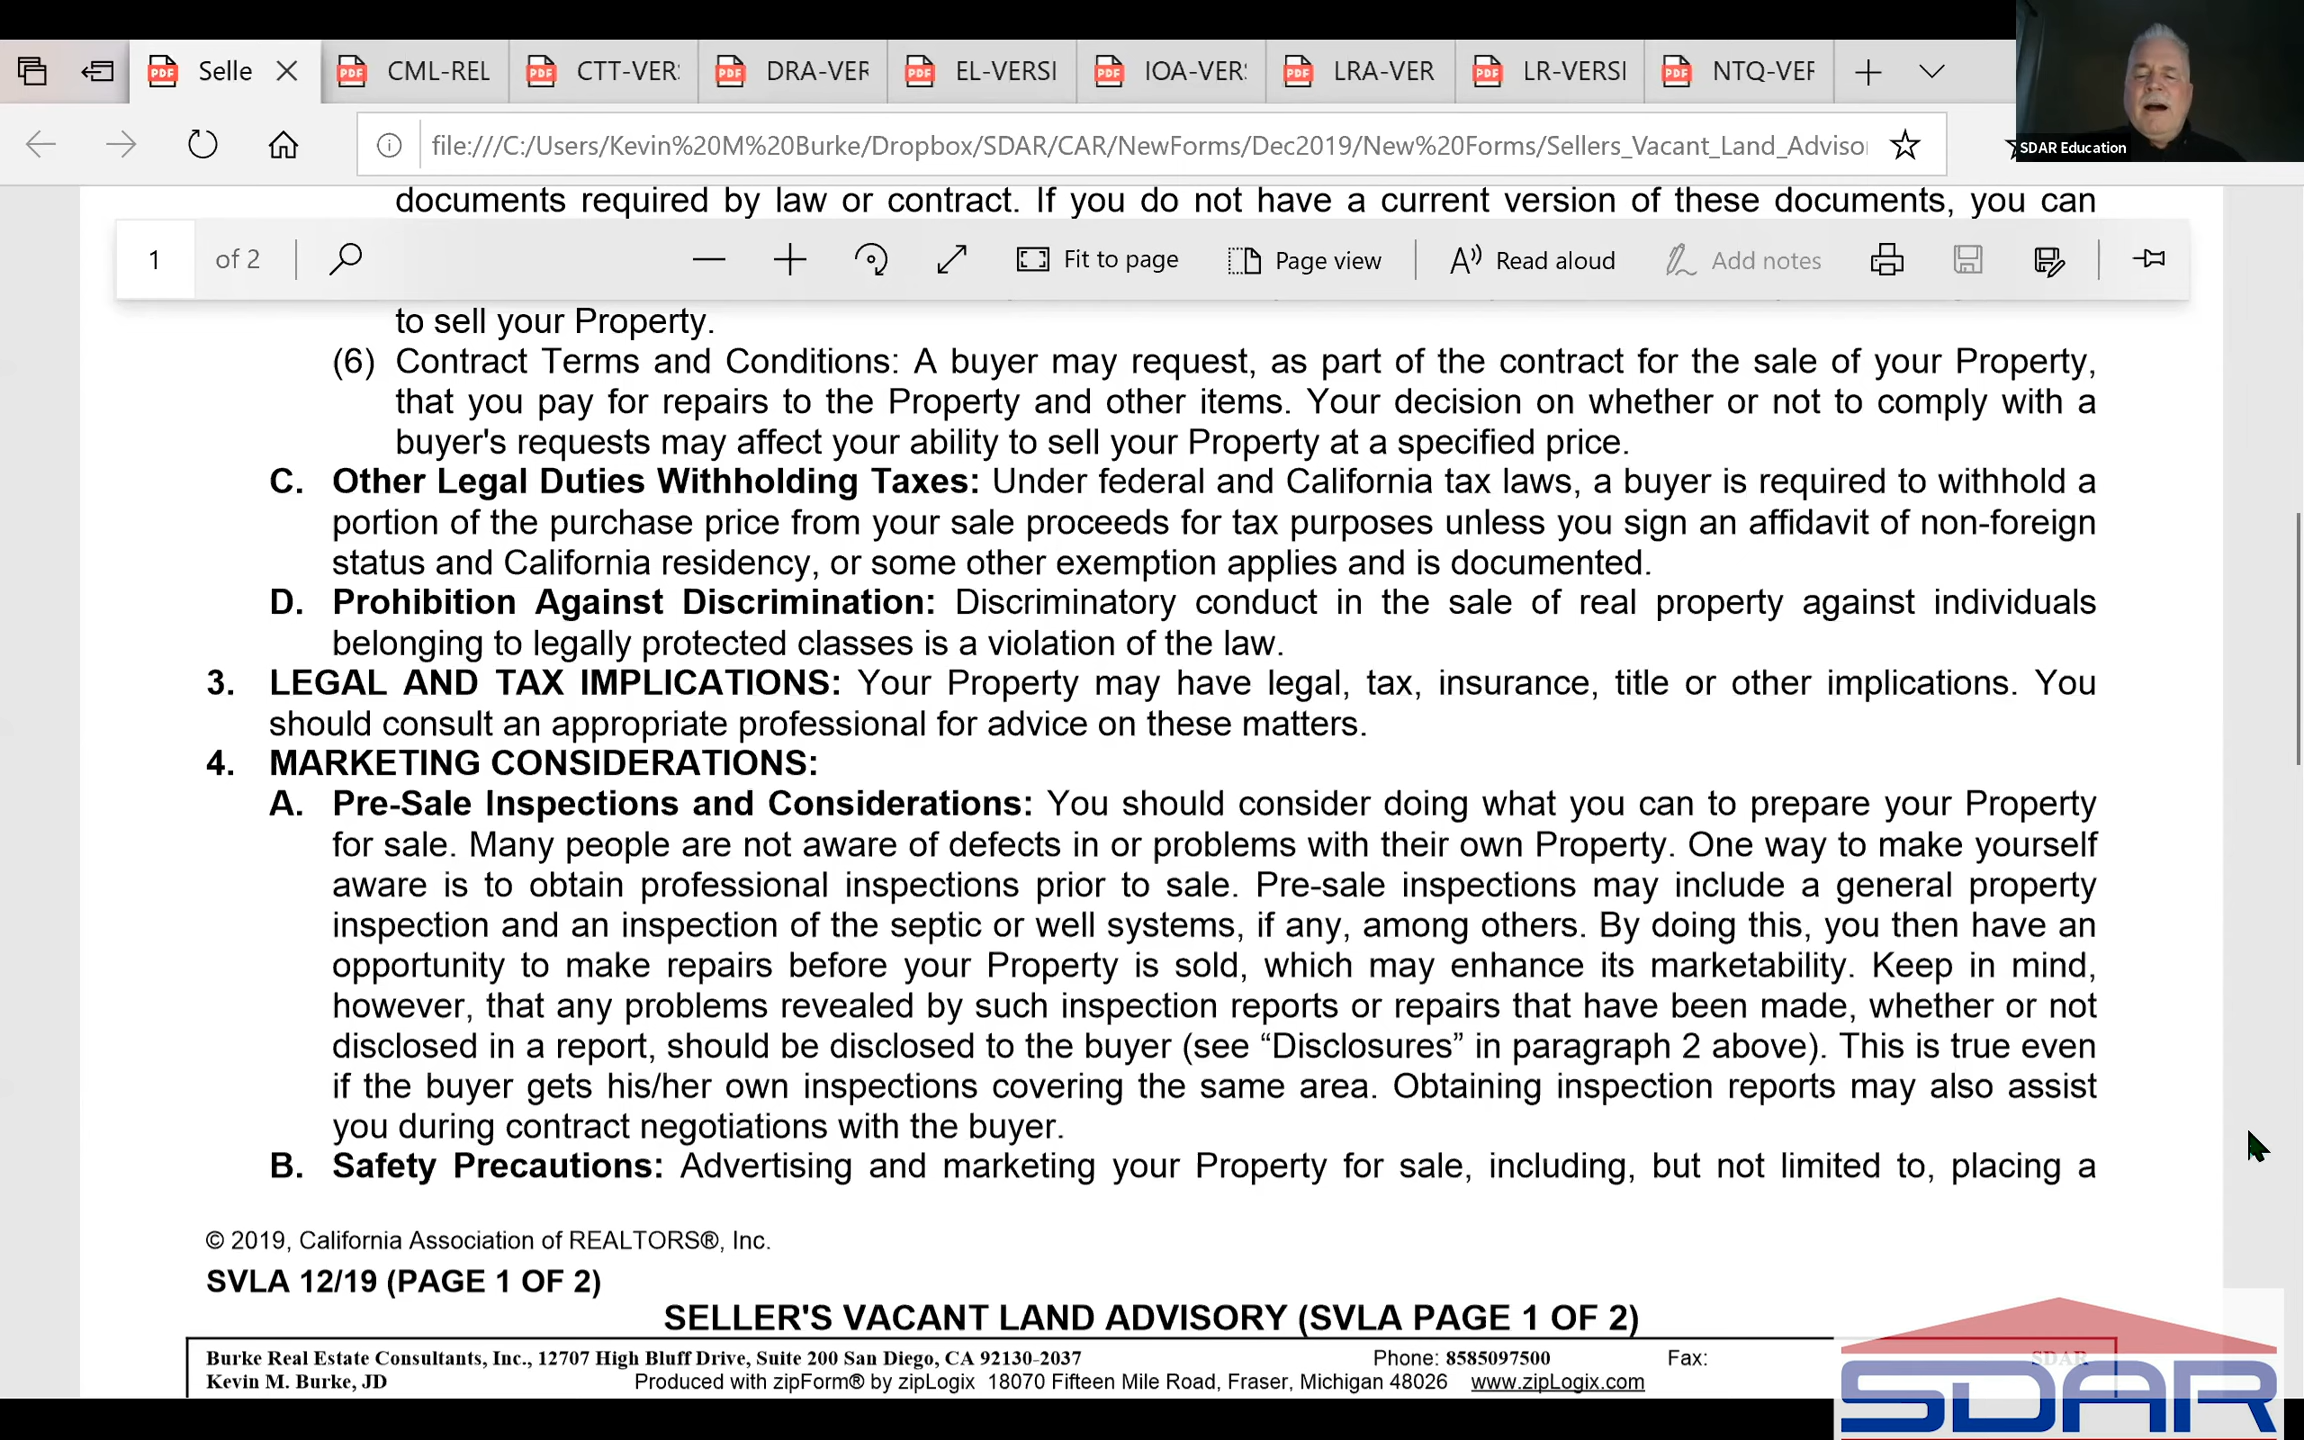 Selle
CML-REL
CTT-VER
DRA-VER
EL-VERSI
IOA-VER
LRA-VER
LR-VERSI
NTQ-VER
SDAR Education
file:///C:/Users/Kevin%20M%20Burke/Dropbox/SDAR/CAR/NewForms/Dec2019/New%20Forms/Sellers_Vacant_Land_Adviso
documents required by law or contract. If you do not have a current version of these documents, you can
1 of 2
Fit to page
Page view
Read aloud
Add notes
to sell your Property.
(6) Contract Terms and Conditions: A buyer may request, as part of the contract for the sale of your Property,
that you pay for repairs to the Property and other items. Your decision on whether or not to comply with a
buyer's requests may affect your ability to sell your Property at a specified price.
C. Other Legal Duties Withholding Taxes: Under federal and California tax laws, a buyer is required to withhold a
portion of the purchase price from your sale proceeds for tax purposes unless you sign an affidavit of non-foreign
status and California residency, or some other exemption applies and is documented.
D. Prohibition Against Discrimination: Discriminatory conduct in the sale of real property against individuals
belonging to legally protected classes is a violation of the law.
3. LEGAL AND TAX IMPLICATIONS: Your Property may have legal, tax, insurance, title or other implications. You
should consult an appropriate professional for advice on these matters.
4. MARKETING CONSIDERATIONS:
A. Pre-Sale Inspections and Considerations: You should consider doing what you can to prepare your Property
for sale. Many people are not aware of defects in or problems with their own Property. One way to make yourself
aware is to obtain professional inspections prior to sale. Pre-sale inspections may include a general property
inspection and an inspection of the septic or well systems, if any, among others. By doing this, you then have an
opportunity to make repairs before your Property is sold, which may enhance its marketability. Keep in mind,
however, that any problems revealed by such inspection reports or repairs that have been made, whether or not
disclosed in a report, should be disclosed to the buyer (see “Disclosures” in paragraph 2 above). This is true even
if the buyer gets his/her own inspections covering the same area. Obtaining inspection reports may also assist
you during contract negotiations with the buyer.
B. Safety Precautions: Advertising and marketing your Property for sale, including, but not limited to, placing a
© 2019, California Association of REALTORS®, Inc.
SVLA 12/19 (PAGE 1 OF 2)
SELLER'S VACANT LAND ADVISORY (SVLA PAGE 1 OF 2)
Burke Real Estate Consultants, Inc., 12707 High Bluff Drive, Suite 200 San Diego, CA 92130-2037 Phone: 8585097500 Fax: SDAR
Kevin M. Burke, JD Produced with zipForm® by zipLogix 18070 Fifteen Mile Road, Fraser, Michigan 48026 www.zipLogix.com
SDAR